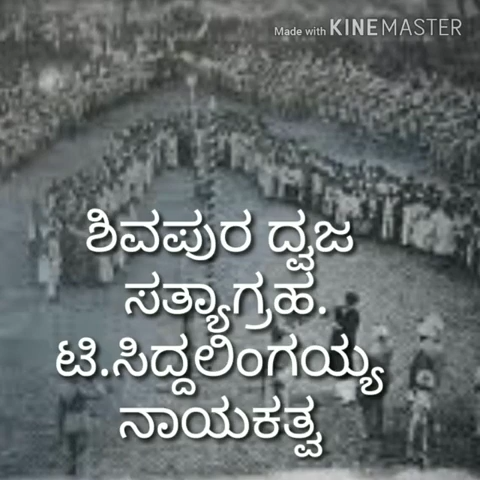 Made with KINEMASTER
ಶಿವಪುರ ದ್ವಜ
ಸತ್ಯಾಗ್ರಹ.
ಟಿ.ಸಿದ್ದಲಿಂಗಯ್ಯ
ನಾಯಕತ್ವ